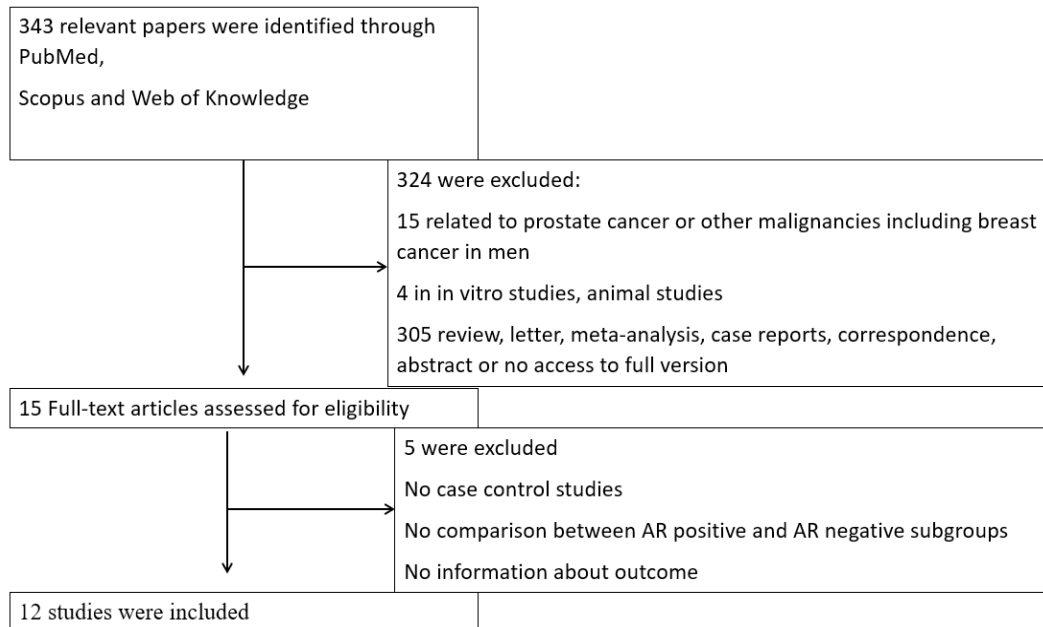 343 relevant papers were identified through
PubMed,
Scopus and Web of Knowledge
324 were excluded:
15 related to prostate cancer or other malignancies including breast
cancer in men
4 in in vitro studies, animal studies
305 review, letter, meta-analysis, case reports, correspondence,
abstract or no access to full version
15 Full-text articles assessed for eligibility
5 were excluded
No case control studies
No comparison between AR positive and AR negative subgroups
No information about outcome
12 studies were included